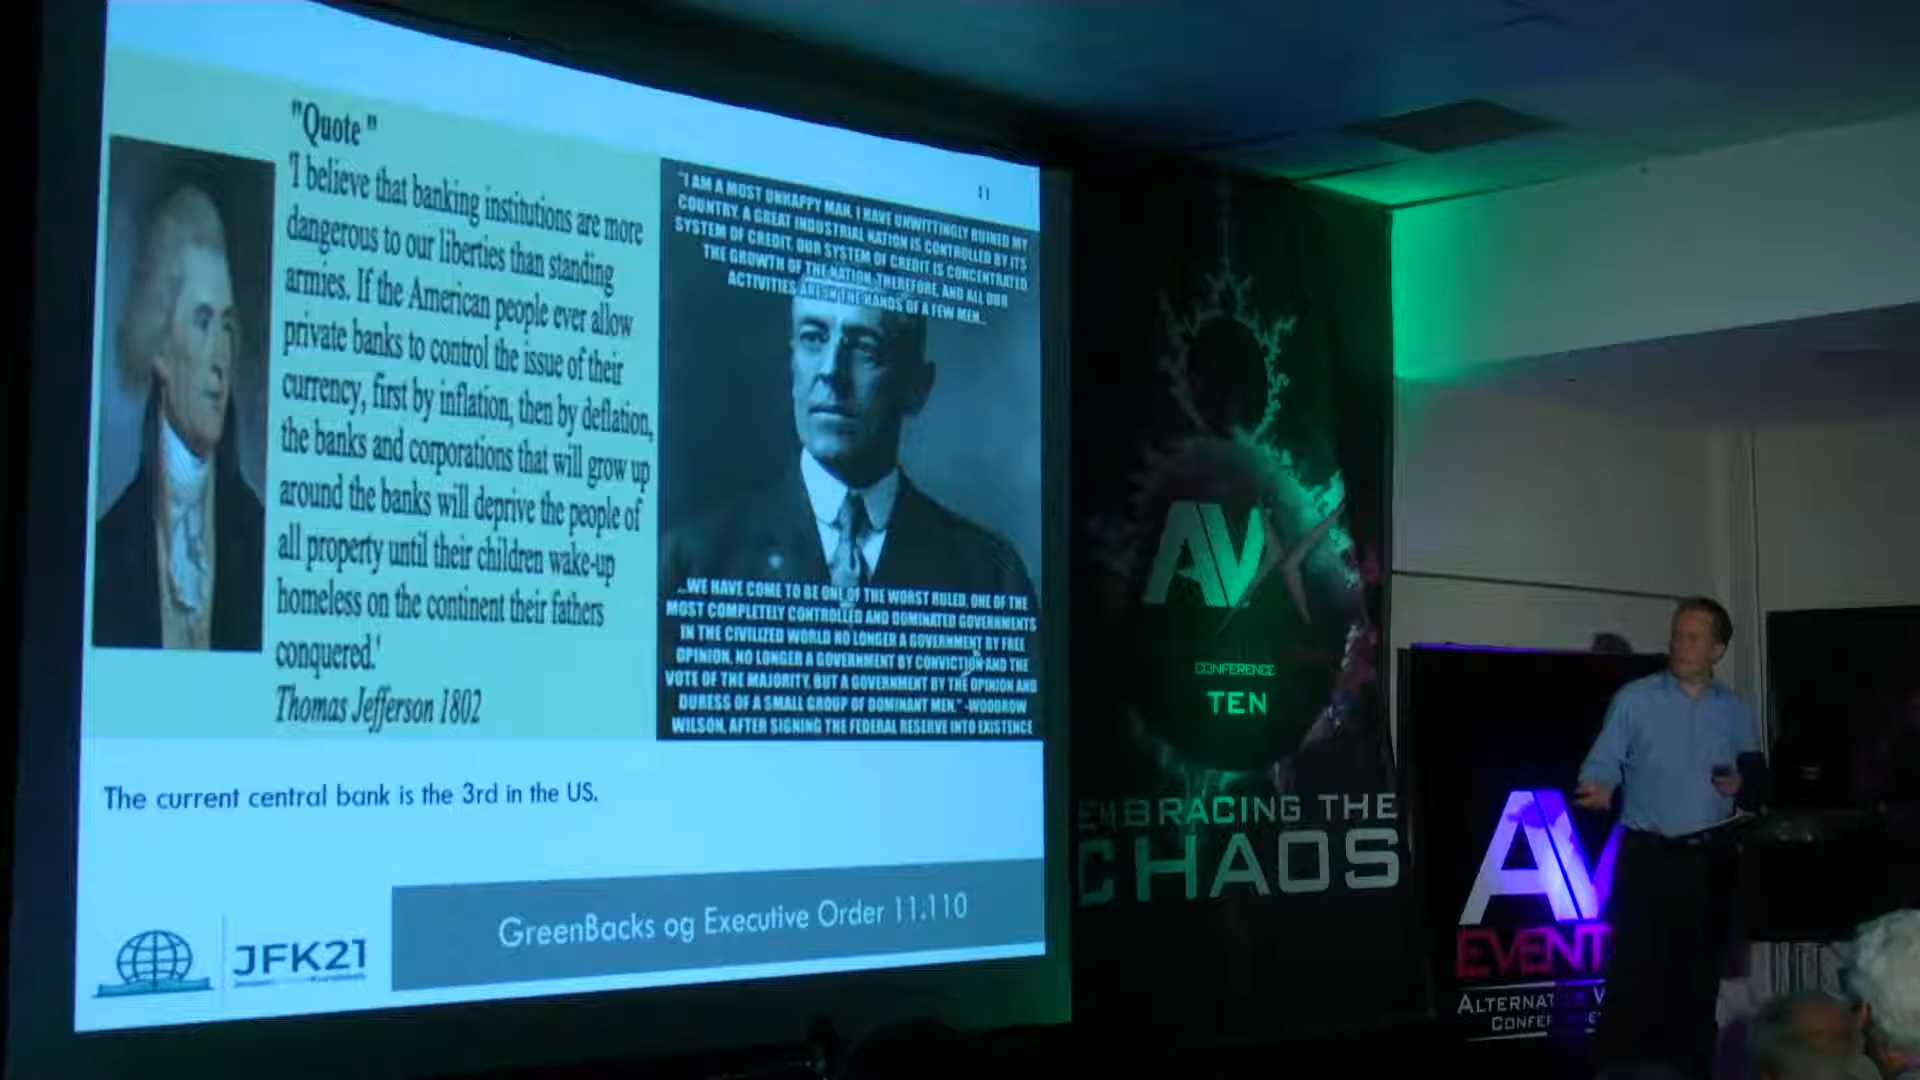 "Quote"
'I believe that banking institutions are more
dangerous to our liberties than standing
armies. If the American people ever allow
private banks to control the issue of their
currency, first by inflation, then by deflation,
the banks and corporations that will grow up
around the banks will deprive the people of
all property until their children wake-up
homeless on the continent their fathers
conquered.'
Thomas Jefferson 1802
11
"I AM A MOST UNHAPPY MAN. I HAVE UNWITTINGLY RUINED MY
COUNTRY. A GREAT INDUSTRIAL NATION IS CONTROLLED BY ITS
SYSTEM OF CREDIT. OUR SYSTEM OF CREDIT IS CONCENTRATED.
THE GROWTH OF THE NATION, THEREFORE, AND ALL OUR
ACTIVITIES ARE IN THE HANDS OF A FEW MEN...
...WE HAVE COME TO BE ONE OF THE WORST RULED, ONE OF THE
MOST COMPLETELY CONTROLLED AND DOMINATED GOVERNMENTS
IN THE CIVILIZED WORLD NO LONGER A GOVERNMENT BY FREE
OPINION, NO LONGER A GOVERNMENT BY CONVICTION AND THE
VOTE OF THE MAJORITY, BUT A GOVERNMENT BY THE OPINION AND
DURESS OF A SMALL GROUP OF DOMINANT MEN." -WOODROW
WILSON, AFTER SIGNING THE FEDERAL RESERVE INTO EXISTENCE
The current central bank is the 3rd in the US.
GreenBacks og Executive Order 11.110
JFK21
AVX
CONFERENCE
TEN
EMBRACING THE
CHAOS
AV
EVENT
ALTERNAT
CONFE